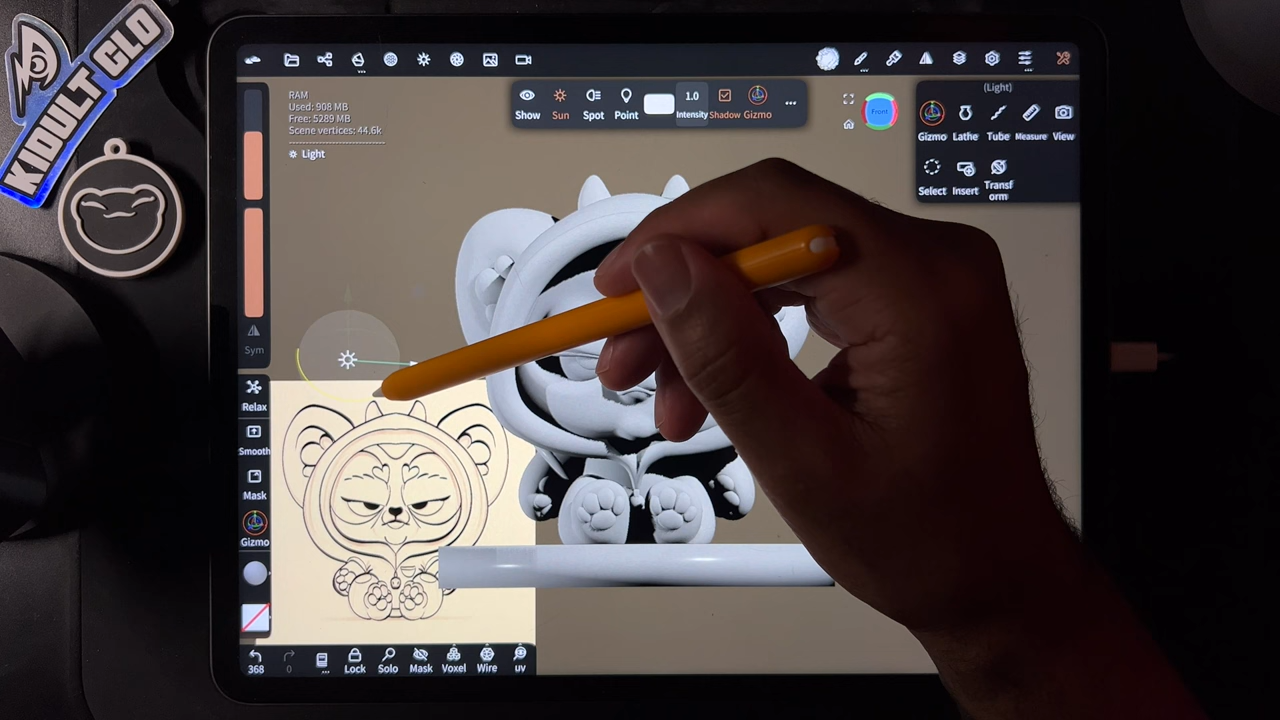 KIDULT CLO
RAM
Used: 908 MB
Free: 5289 MB
Scene vertices: 44.6k
Light
Show
Sun
Spot
Point
1.0
Intensity
Shadow
Gizmo
Front
(Light)
Gizmo
Lathe
Tube
Measure
View
Select
Insert
Transf
orm
Sym
Relax
Smooth
Mask
Gizmo
368
0
Lock
Solo
Mask
Voxel
Wire
uv